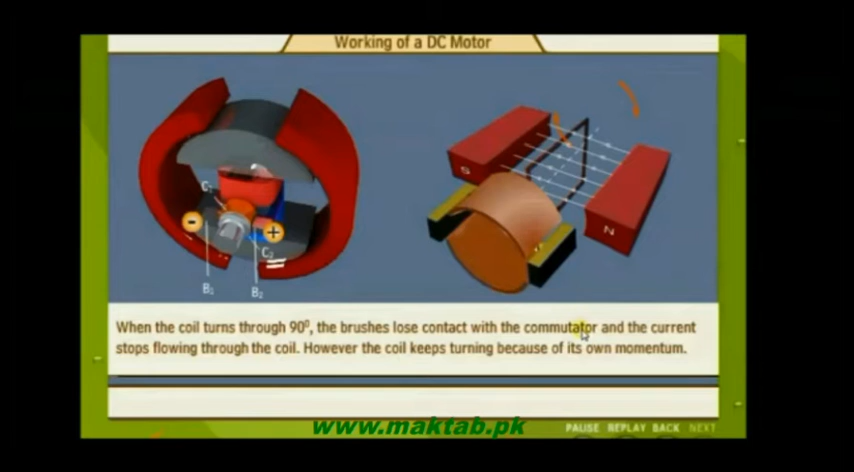 Working of a DC Motor
S
N
C₁
-
+
C₂
B₁
B₂
When the coil turns through 90⁰, the brushes lose contact with the commutator and the current
stops flowing through the coil. However the coil keeps turning because of its own momentum.
www.maktab.pk
PAUSE REPLAY BACK NEXT